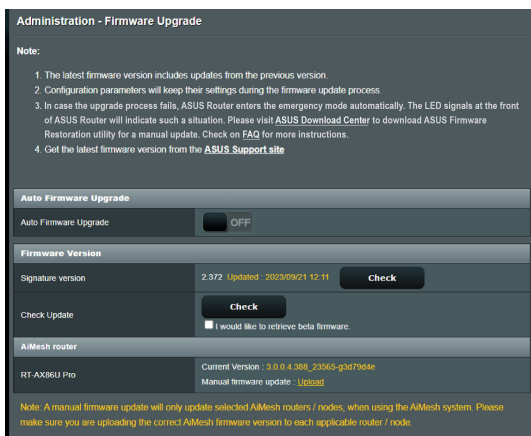 Administration - Firmware Upgrade
Note:
1. The latest firmware version includes updates from the previous version.
2. Configuration parameters will keep their settings during the firmware update process.
3. In case the upgrade process fails, ASUS Router enters the emergency mode automatically. The LED signals at the front
of ASUS Router will indicate such a situation. Please visit ASUS Download Center to download ASUS Firmware
Restoration utility for a manual update. Check on FAQ for more instructions.
4. Get the latest firmware version from the ASUS Support site
Auto Firmware Upgrade
Auto Firmware Upgrade OFF
Firmware Version
Signature version 2.372 Updated : 2023/09/21 12:11 Check
Check Update Check
I would like to retrieve beta firmware.
AiMesh router
RT-AX86U Pro
Current Version : 3.0.0.4.388_23565-g3d79d4e
Manual firmware update : Upload
Note: A manual firmware update will only update selected AiMesh routers / nodes, when using the AiMesh system. Please
make sure you are uploading the correct AiMesh firmware version to each applicable router / node.